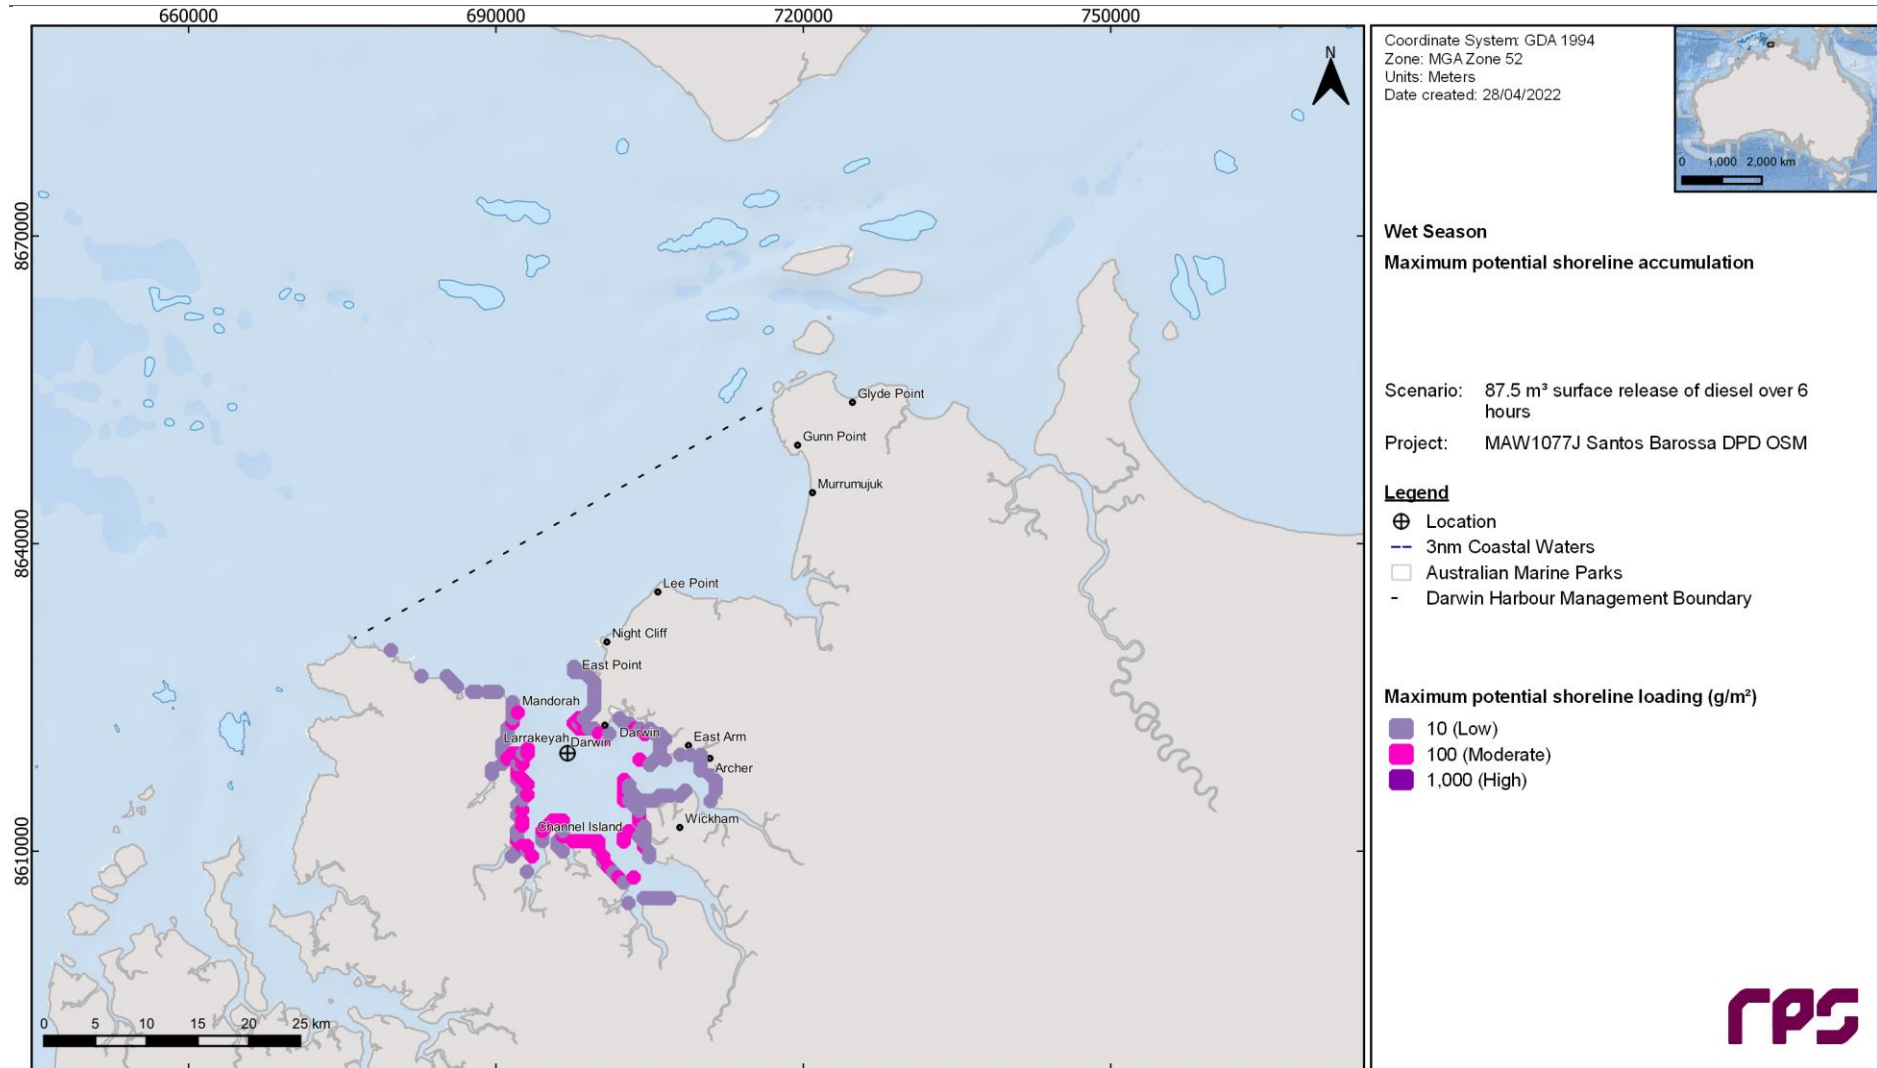 660000
690000
720000
750000
8670000
8640000
8610000
N
Glyde Point
Gunn Point
Murrumujuk
Lee Point
Night Cliff
East Point
Mandorah
Larrakeyah
Darwin
Darwin
East Arm
Archer
Channel Island
Wickham
0 5 10 15 20 25 km
Coordinate System: GDA 1994
Zone: MGA Zone 52
Units: Meters
Date created: 28/04/2022
0 1,000 2,000 km
Wet Season
Maximum potential shoreline accumulation
Scenario: 87.5 m³ surface release of diesel over 6
hours
Project: MAW1077J Santos Barossa DPD OSM
Legend
Location
3nm Coastal Waters
Australian Marine Parks
Darwin Harbour Management Boundary
Maximum potential shoreline loading (g/m²)
10 (Low)
100 (Moderate)
1,000 (High)
rps